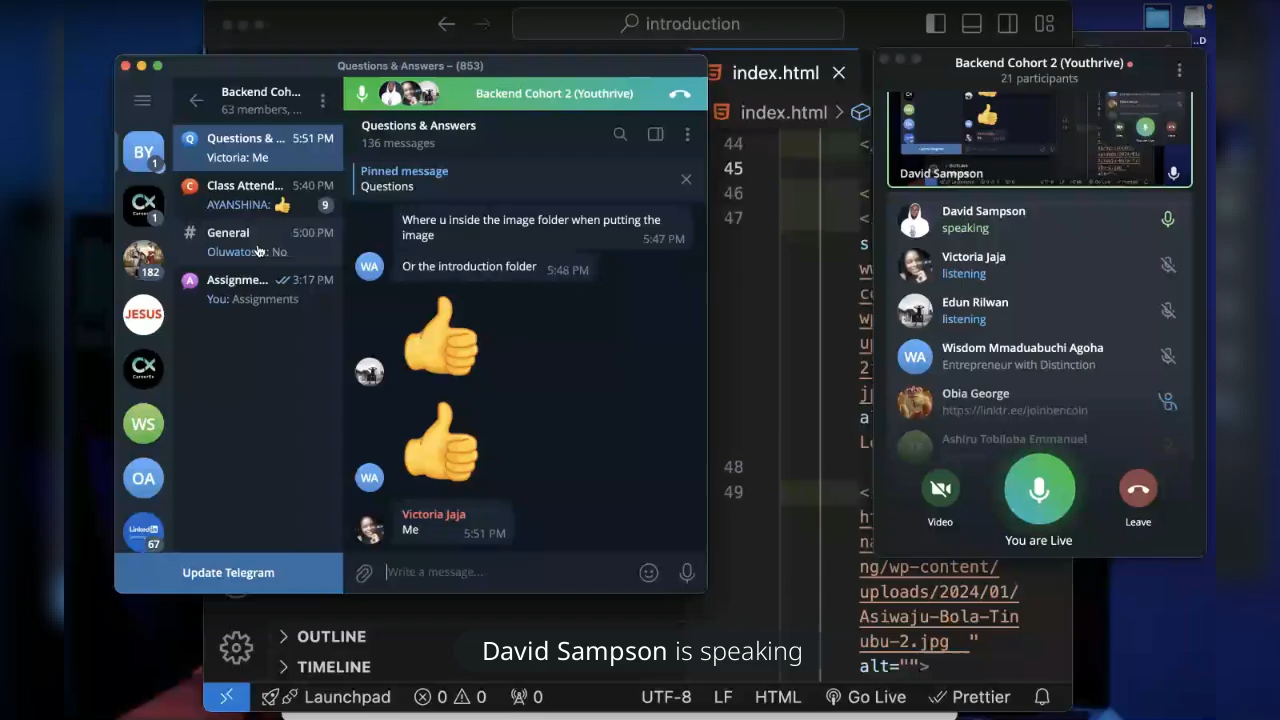 introduction
Questions & Answers – (853)
Backend Coh...
63 members, ...
BY
1
1
182
JESUS
CX
WS
OA
LinkedIn
67
Q
Questions & ...
5:51 PM
Victoria: Me
C
Class Attend...
5:40 PM
AYANSHINA: 👍
9
#
General
5:00 PM
: No
A
Assignme...
3:17 PM
You: Assignments
Update Telegram
Backend Cohort 2 (Youthrive)
Questions & Answers
136 messages
Pinned message
Questions
Where u inside the image folder when putting the
image
5:47 PM
WA
Or the introduction folder
5:48 PM
WA
Victoria Jaja
Me
5:51 PM
Write a message...
index.html
index.html >
44
45
46
47
48
49
ng/wp-content/
uploads/2024/01/
Asiwaju-Bola-Tin
ubu-2.jpg "
alt="">
Backend Cohort 2 (Youthrive)
21 participants
David Sampson
David Sampson
speaking
Victoria Jaja
listening
Edun Rilwan
listening
WA
Wisdom Mmaduabuchi Agoha
Entrepreneur with Distinction
Obia George
https://linktr.ee/joinbencoin
Ashiru Tobiloba Emmanuel
Video
You are Live
Leave
OUTLINE
TIMELINE
David Sampson is speaking
Launchpad
0
0
0
UTF-8
LF
HTML
Go Live
Prettier